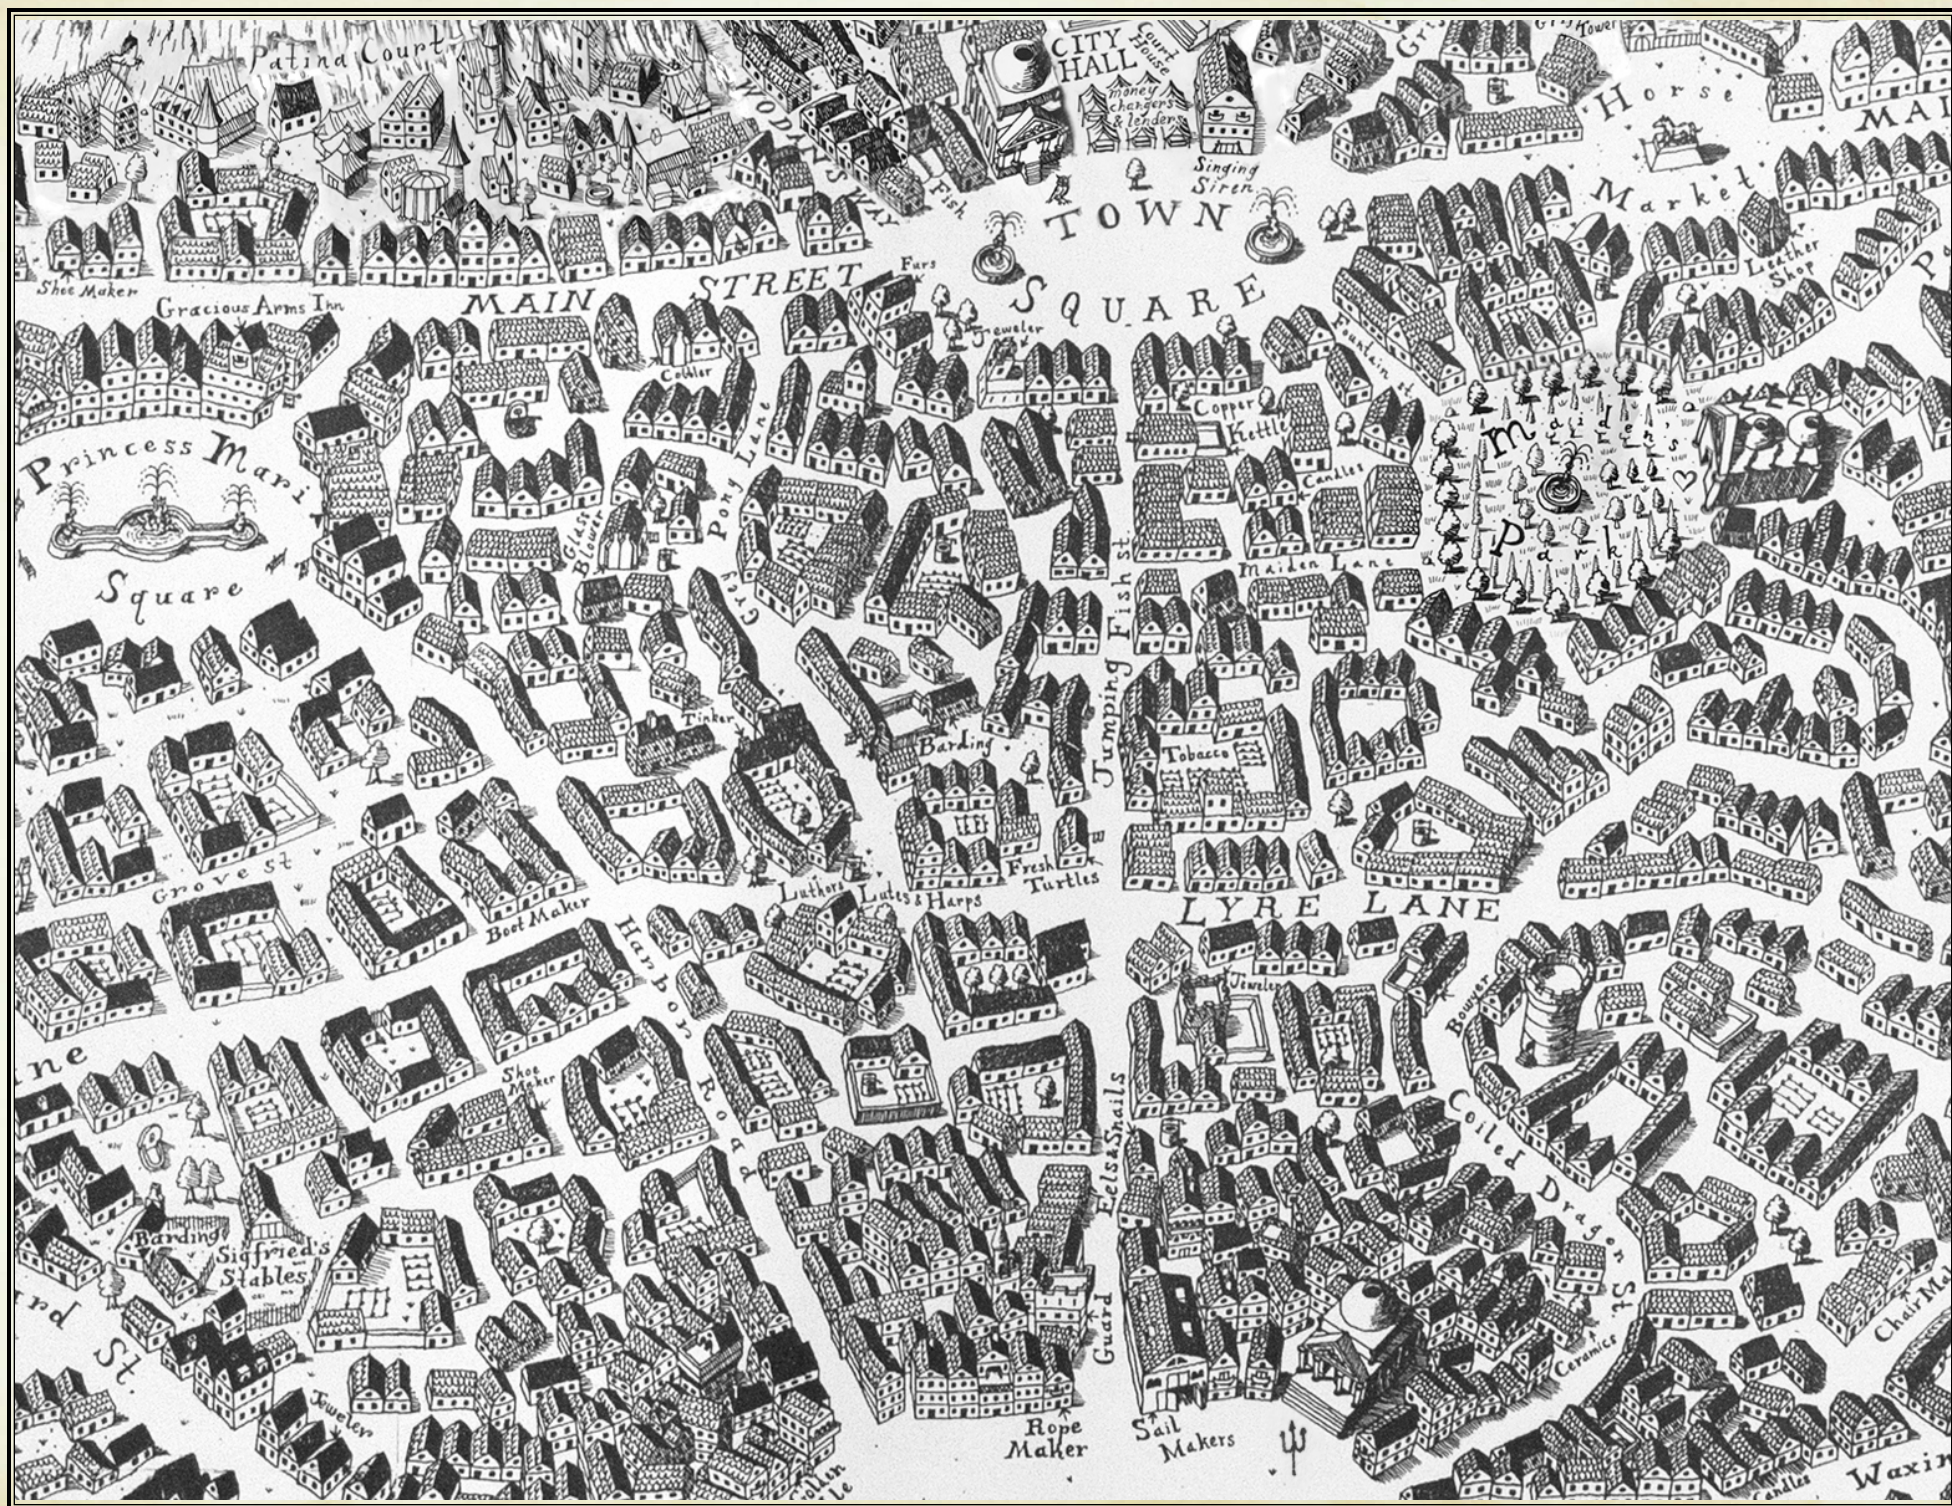 Patina Court
WODAN'S WAY
CITY
HALL
Court
House
money
changers
& lenders
Singing
Siren
Fish
Tower
Horse
Market
Leather
Shop
TOWN
SQUARE
Shoe Maker
Gracious Arms Inn
MAIN STREET
Furs
Jeweler
Cobbler
Fountain st
Copper
Kettle
Candles
Maiden's
Park
Princess Mari
Square
Glass
Blower
Grey Pony Lane
Maiden Lane
Jumping Fish st
Tinker
Barding
Tobacco
Fresh
Turtles
Grove st
Boot Maker
Luthers Lutes & Harps
LYRE LANE
Harbor Road
Jeweler
Bowyer
Shoe
Maker
Eels & Snails
Coiled Dragon St
Barding
Sigfried's
Stables
rd St.
Guard
Ceramics
Jeweler
Rope
Maker
Sail
Makers
Candles